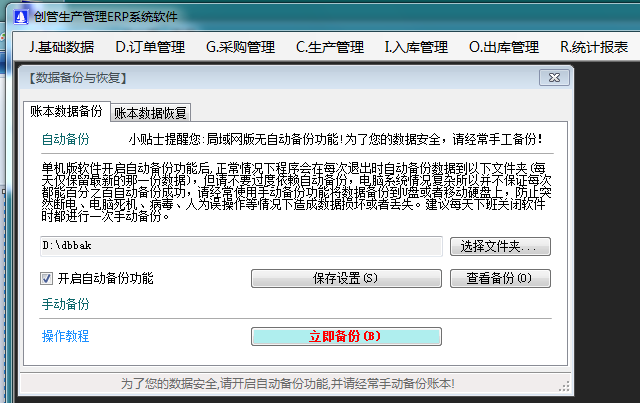 创管生产管理ERP系统软件
J.基础数据 D.订单管理 G.采购管理 C.生产管理 I.入库管理 O.出库管理 R.统计报表
【数据备份与恢复】
账本数据备份 账本数据恢复
自动备份 小贴士提醒您:局域网版无自动备份功能!为了您的数据安全，请经常手工备份!
单机版软件开启自动备份功能后,正常情况下程序会在每次退出时自动备份数据到以下文件夹(每
天仅保留最新的那一份数据)，但请不要过度依赖自动备份，电脑系统情况复杂所以并不保证每次
都能百分之百自动备份成功，请经常使用手动备份功能将数据备份到U盘或者移动硬盘上，防止突
然断电、电脑死机、病毒、人为误操作等情况下造成数据损坏或者丢失。建议每天下班关闭软件
时都进行一次手动备份。
D:\dbbak 选择文件夹...
开启自动备份功能 保存设置(S) 查看备份(O)
手动备份
操作教程 立即备份(B)
为了您的数据安全,请开启自动备份功能,并请经常手动备份账本!